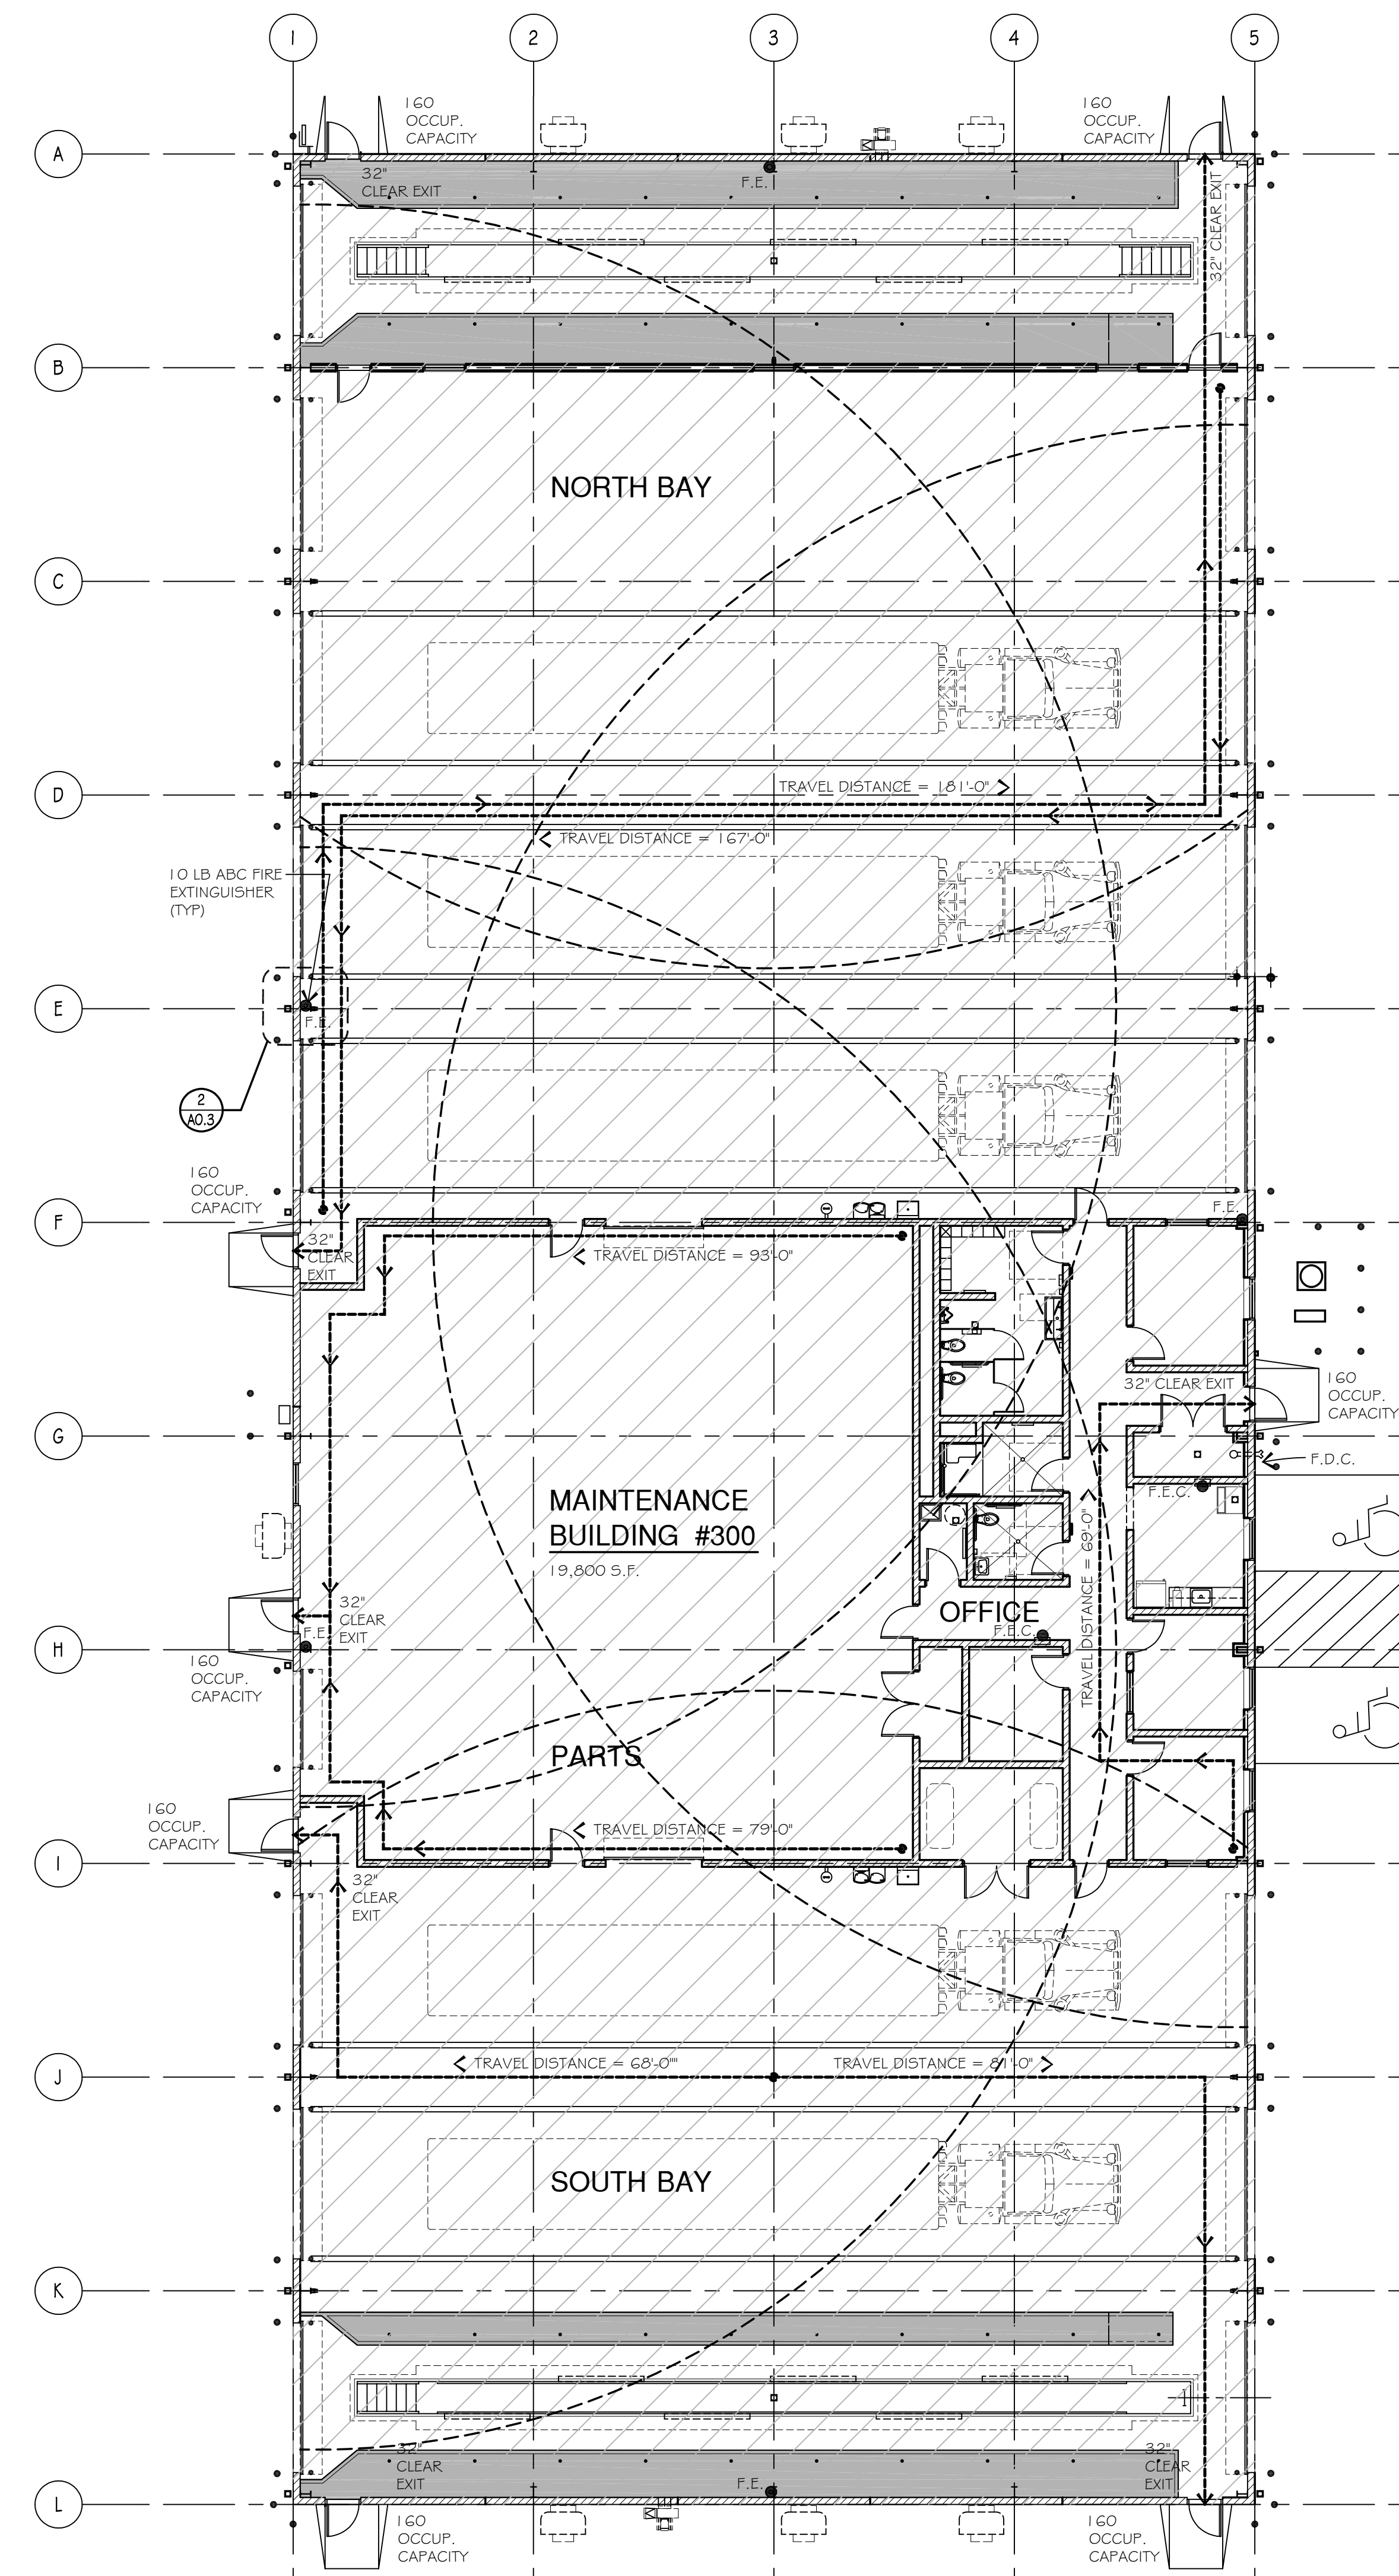 1
2
3
4
5
160
OCCUP.
CAPACITY
160
OCCUP.
CAPACITY
A
32"
CLEAR EXIT
F.E.
32" CLEAR EXIT
B
NORTH BAY
C
D
TRAVEL DISTANCE = 181'-0"
TRAVEL DISTANCE = 167'-0"
10 LB ABC FIRE
EXTINGUISHER
(TYP)
E
F.E.
2
A0.3
160
OCCUP.
CAPACITY
F
F.E.
32"
CLEAR
EXIT
TRAVEL DISTANCE = 93'-0"
32" CLEAR EXIT
160
OCCUP.
CAPACITY
G
F.D.C.
F.E.C.
MAINTENANCE
BUILDING #300
19,800 S.F.
TRAVEL DISTANCE = 69'-0"
32"
CLEAR
EXIT
OFFICE
F.E.
F.E.C.
H
160
OCCUP.
CAPACITY
PARTS
160
OCCUP.
CAPACITY
TRAVEL DISTANCE = 79'-0"
I
32"
CLEAR
EXIT
TRAVEL DISTANCE = 68'-0""
TRAVEL DISTANCE = 81'-0"
J
SOUTH BAY
K
32"
CLEAR
EXIT
32"
CLEAR
EXIT
F.E.
L
160
OCCUP.
CAPACITY
160
OCCUP.
CAPACITY